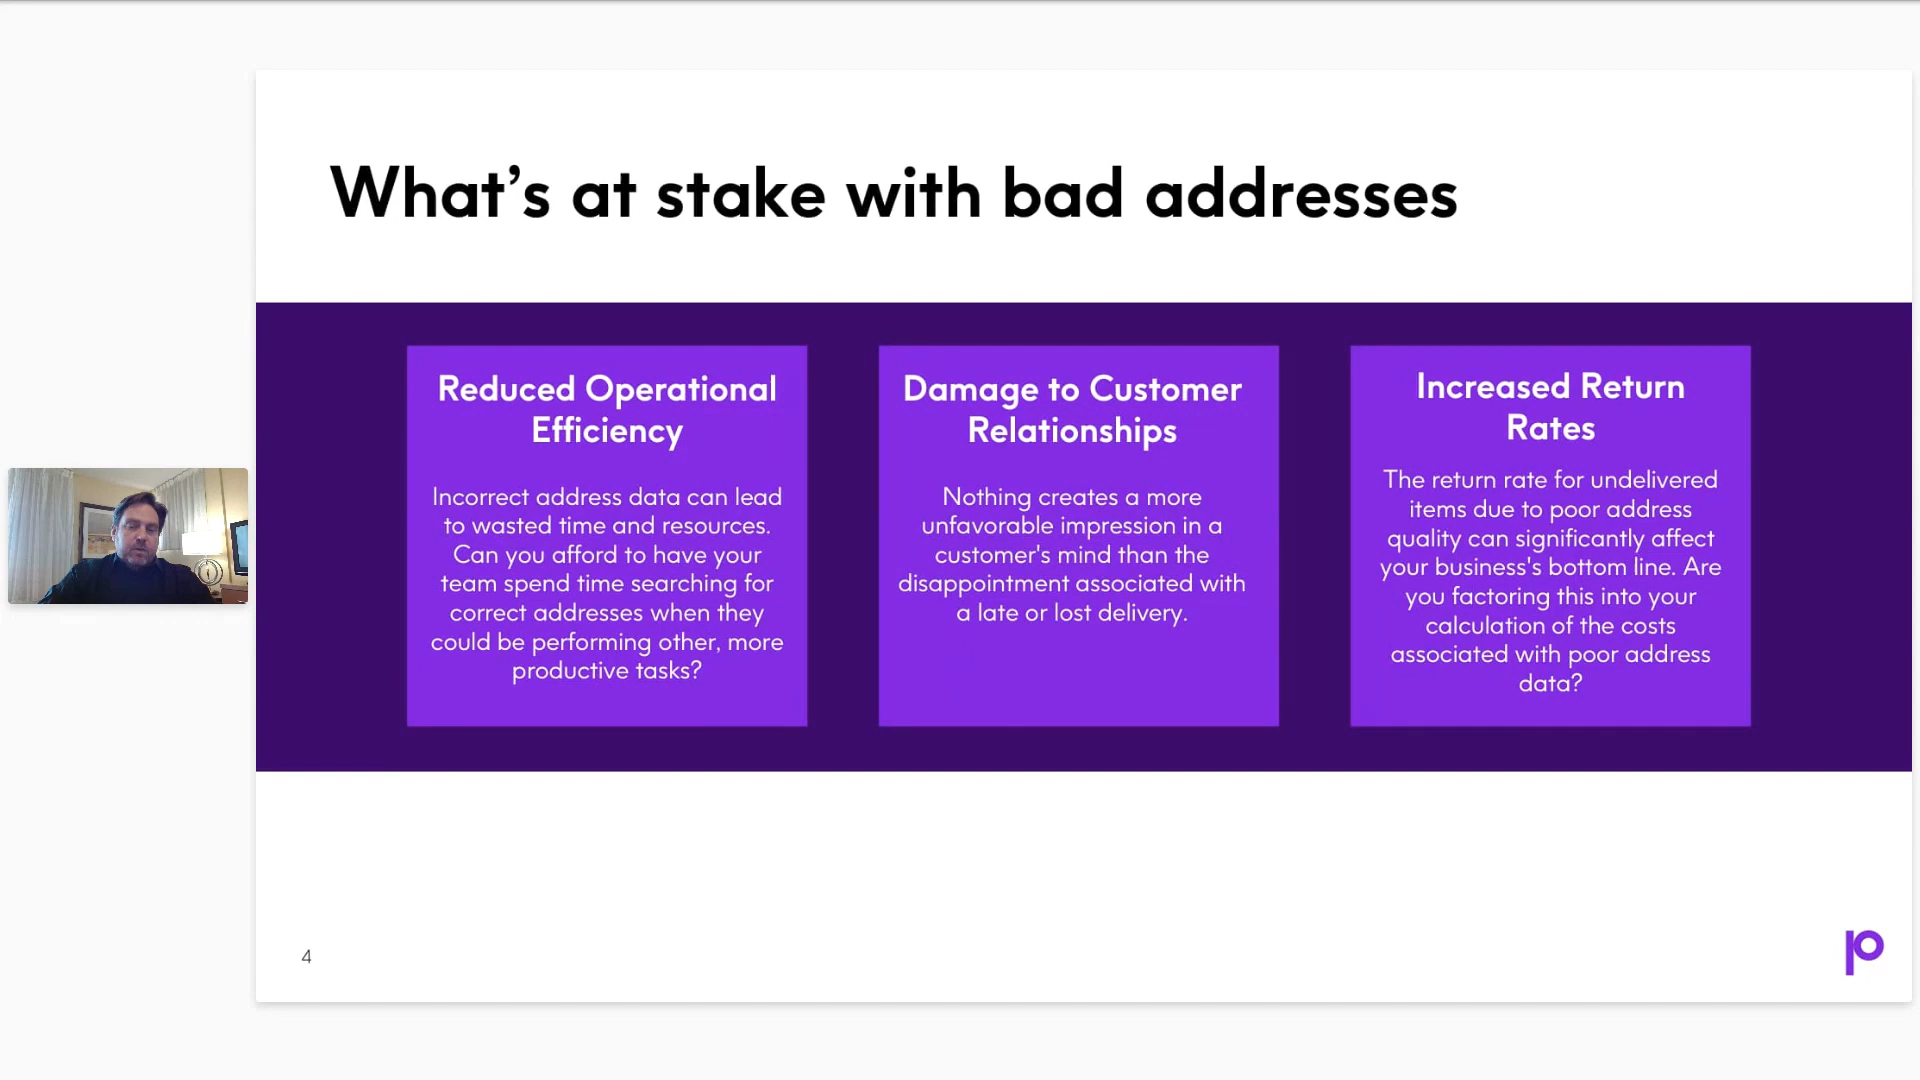 What’s at stake with bad addresses
Reduced Operational
Efficiency
Incorrect address data can lead
to wasted time and resources.
Can you afford to have your
team spend time searching for
correct addresses when they
could be performing other, more
productive tasks?
Damage to Customer
Relationships
Nothing creates a more
unfavorable impression in a
customer's mind than the
disappointment associated with
a late or lost delivery.
Increased Return
Rates
The return rate for undelivered
items due to poor address
quality can significantly affect
your business's bottom line. Are
you factoring this into your
calculation of the costs
associated with poor address
data?
4